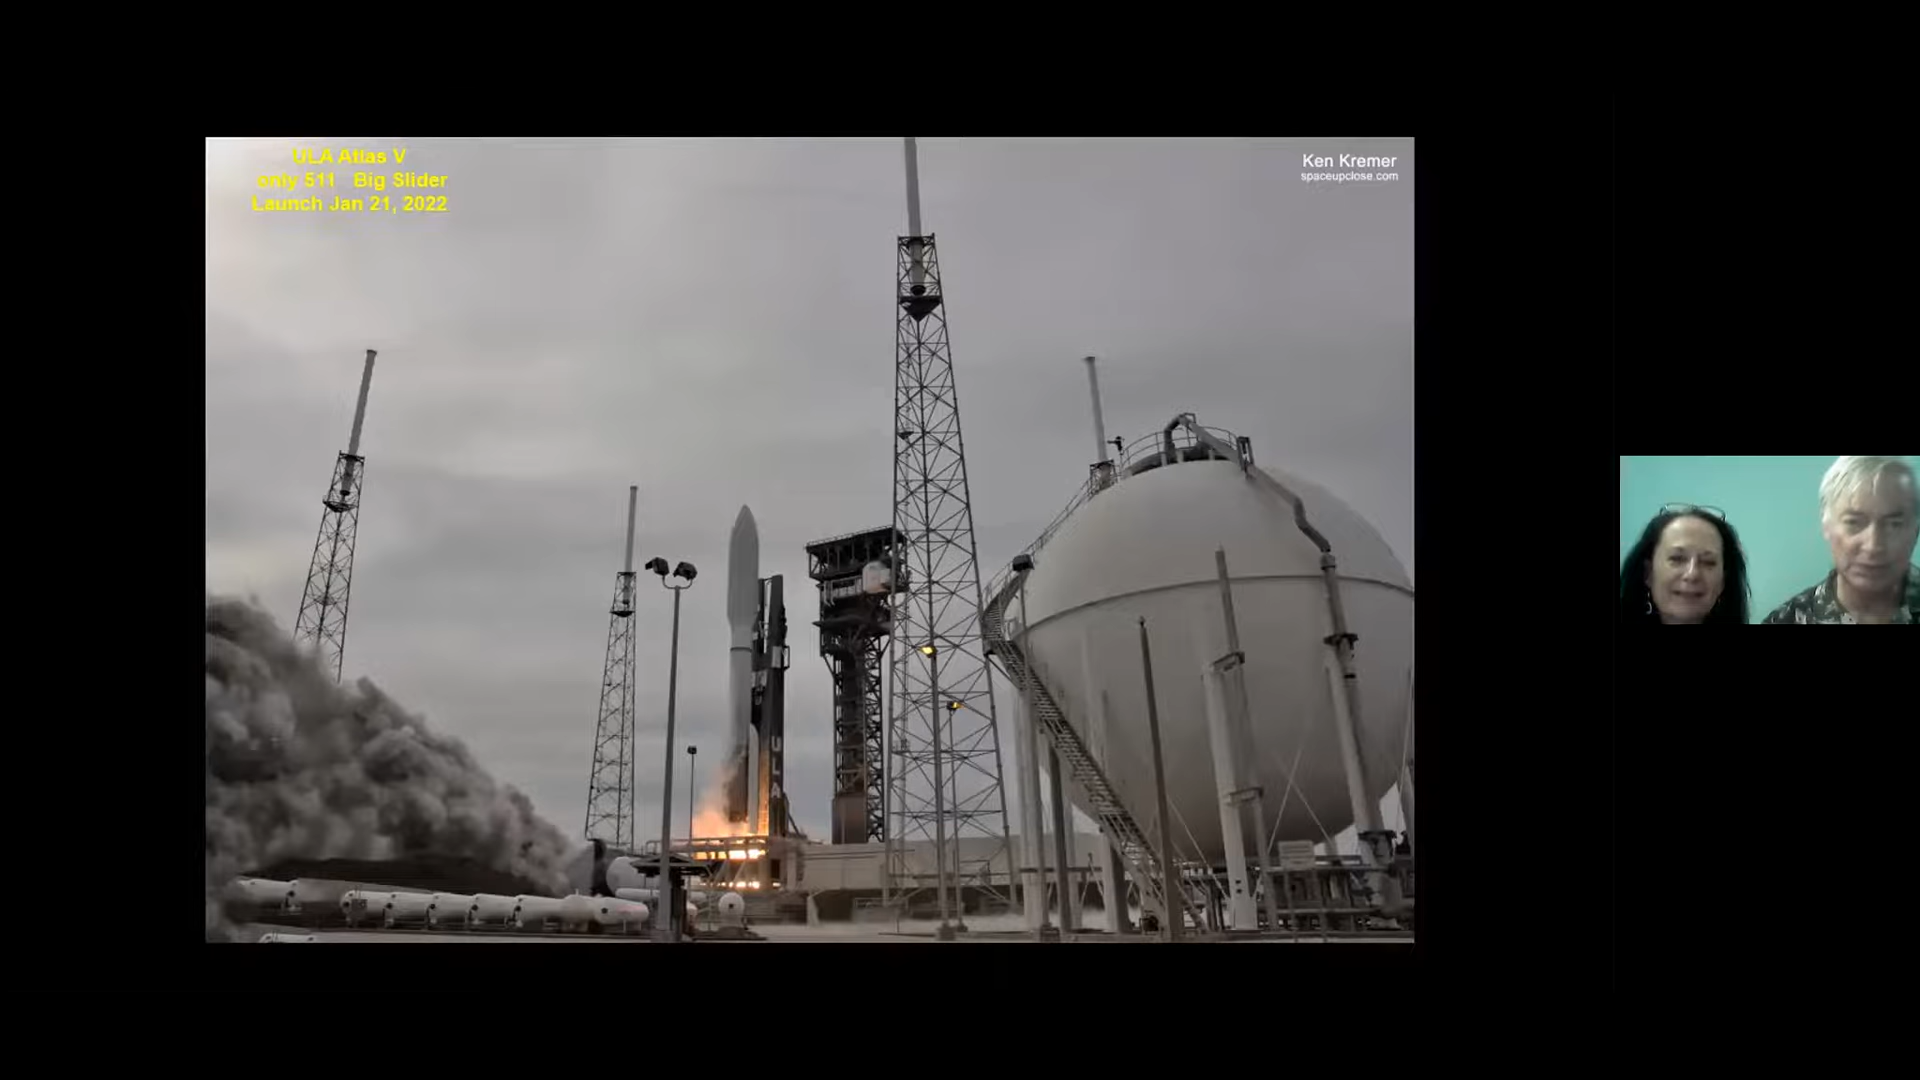 ULA Atlas V
only 511 Big Slider
Launch Jan 21, 2022
Ken Kremer
spaceupclose.com
ULA